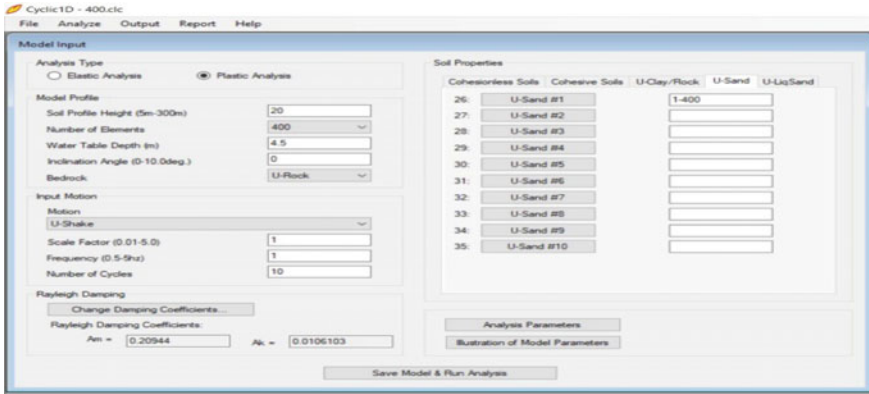 Cyclic1D - 400.clc
File Analyze Output Report Help
Model Input
Analysis Type
Elastic Analysis Plastic Analysis
Model Profile
Soil Profile Height (5m-300m) 20
Number of Elements 400
Water Table Depth (m) 4.5
Inclination Angle (0-10.0deg.) 0
Bedrock U-Rock
Input Motion
Motion
U-Shake
Scale Factor (0.01-5.0) 1
Frequency (0.5-5hz) 1
Number of Cycles 10
Rayleigh Damping
Change Damping Coefficients...
Rayleigh Damping Coefficients:
Am = 0.20944 Ak = 0.0106103
Soil Properties
Cohesionless Soils Cohesive Soils U-Clay/Rock U-Sand U-LiqSand
26: U-Sand #1 1-400
27: U-Sand #2
28: U-Sand #3
29: U-Sand #4
30: U-Sand #5
31: U-Sand #6
32: U-Sand #7
33: U-Sand #8
34: U-Sand #9
35: U-Sand #10
Analysis Parameters
Illustration of Model Parameters
Save Model & Run Analysis